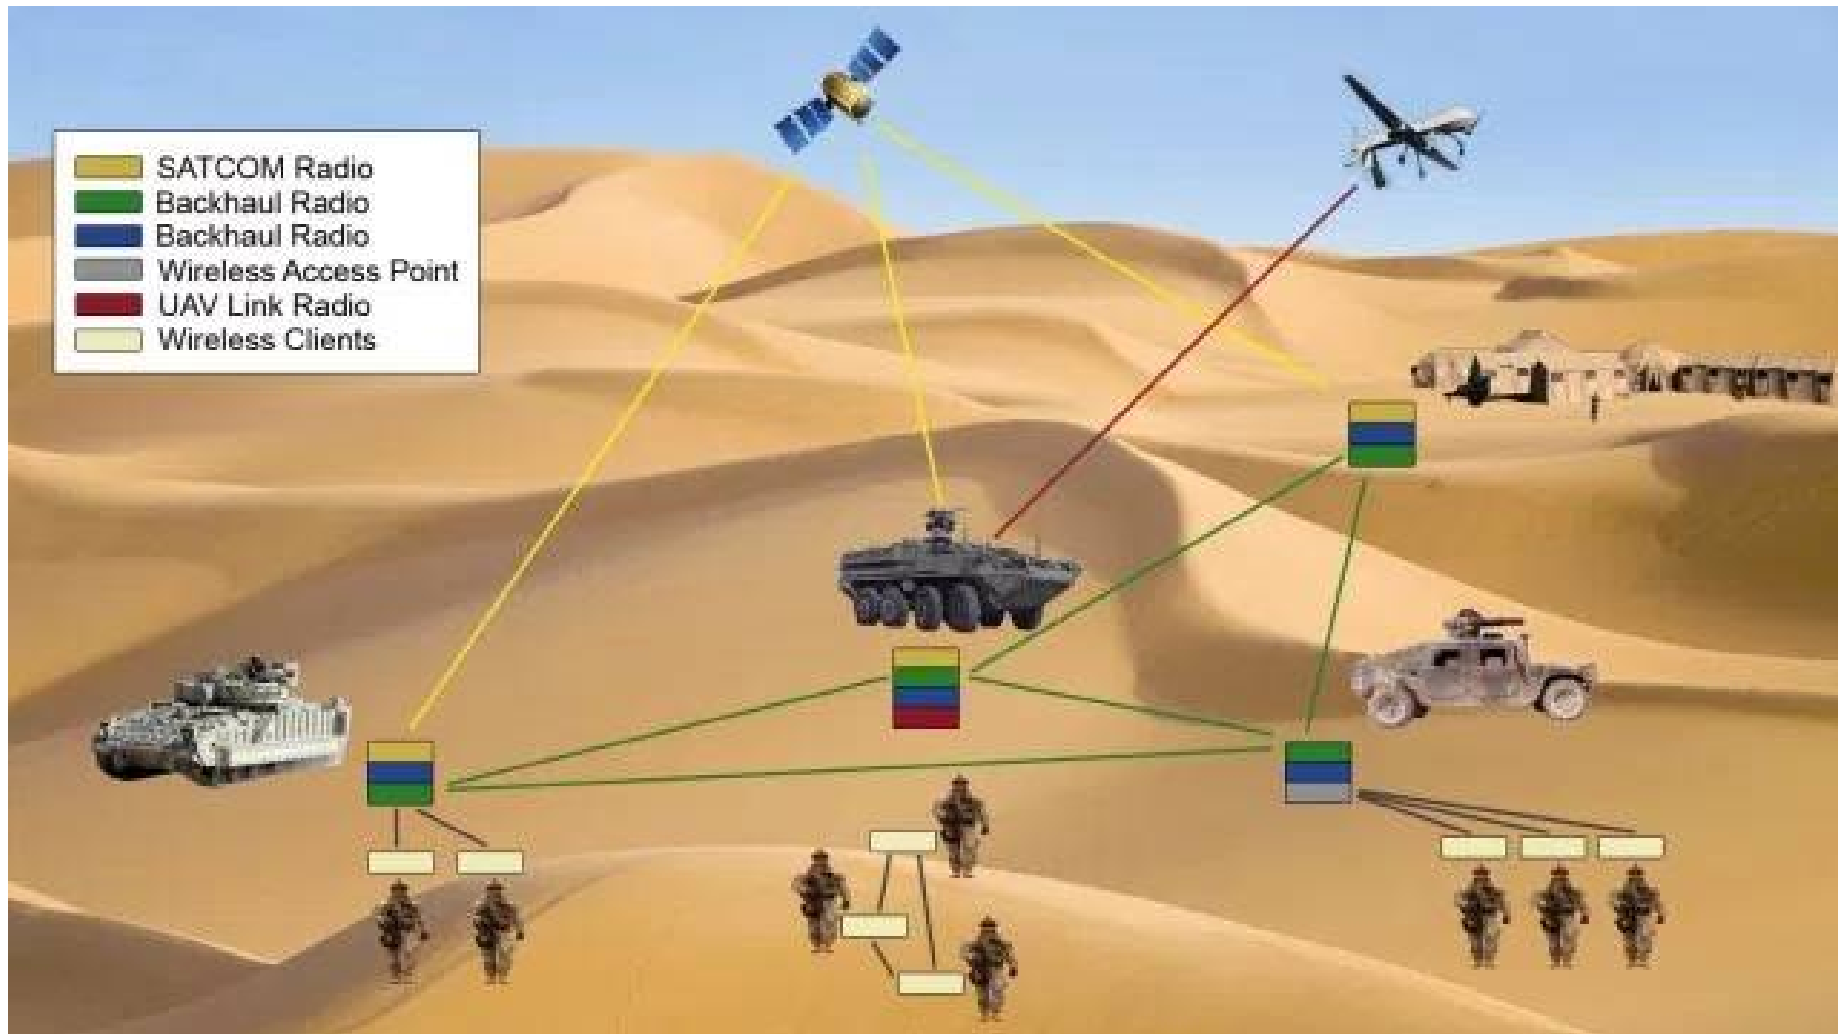 SATCOM Radio
Backhaul Radio
Backhaul Radio
Wireless Access Point
UAV Link Radio
Wireless Clients